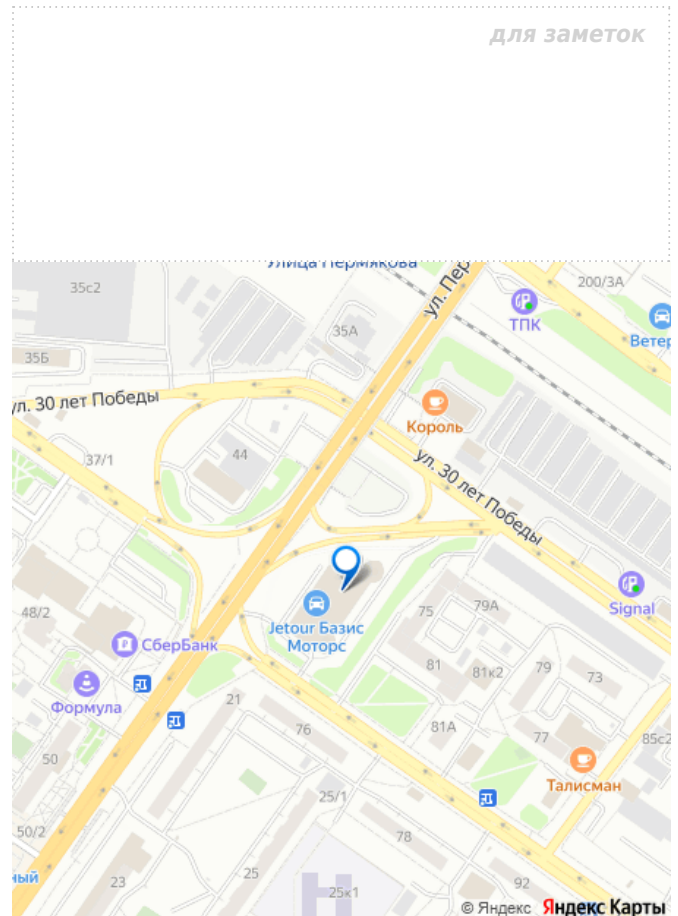 для заметок
Улица Пермякова
ул. Пер
35с2
200/3А
ТПК
35А
Ветер
35Б
ул. 30 лет Победы
Король
44
37/1
ул. 30 лет Победы
48/2
Jetour Базис
Моторс
75
79А
Signal
СберБанк
81
81к2
79
73
Формула
21
76
81А
77
85с2
50
Талисман
25/1
50/2
78
ный
23
25
25к1
92
© Яндекс Яндекс Карты